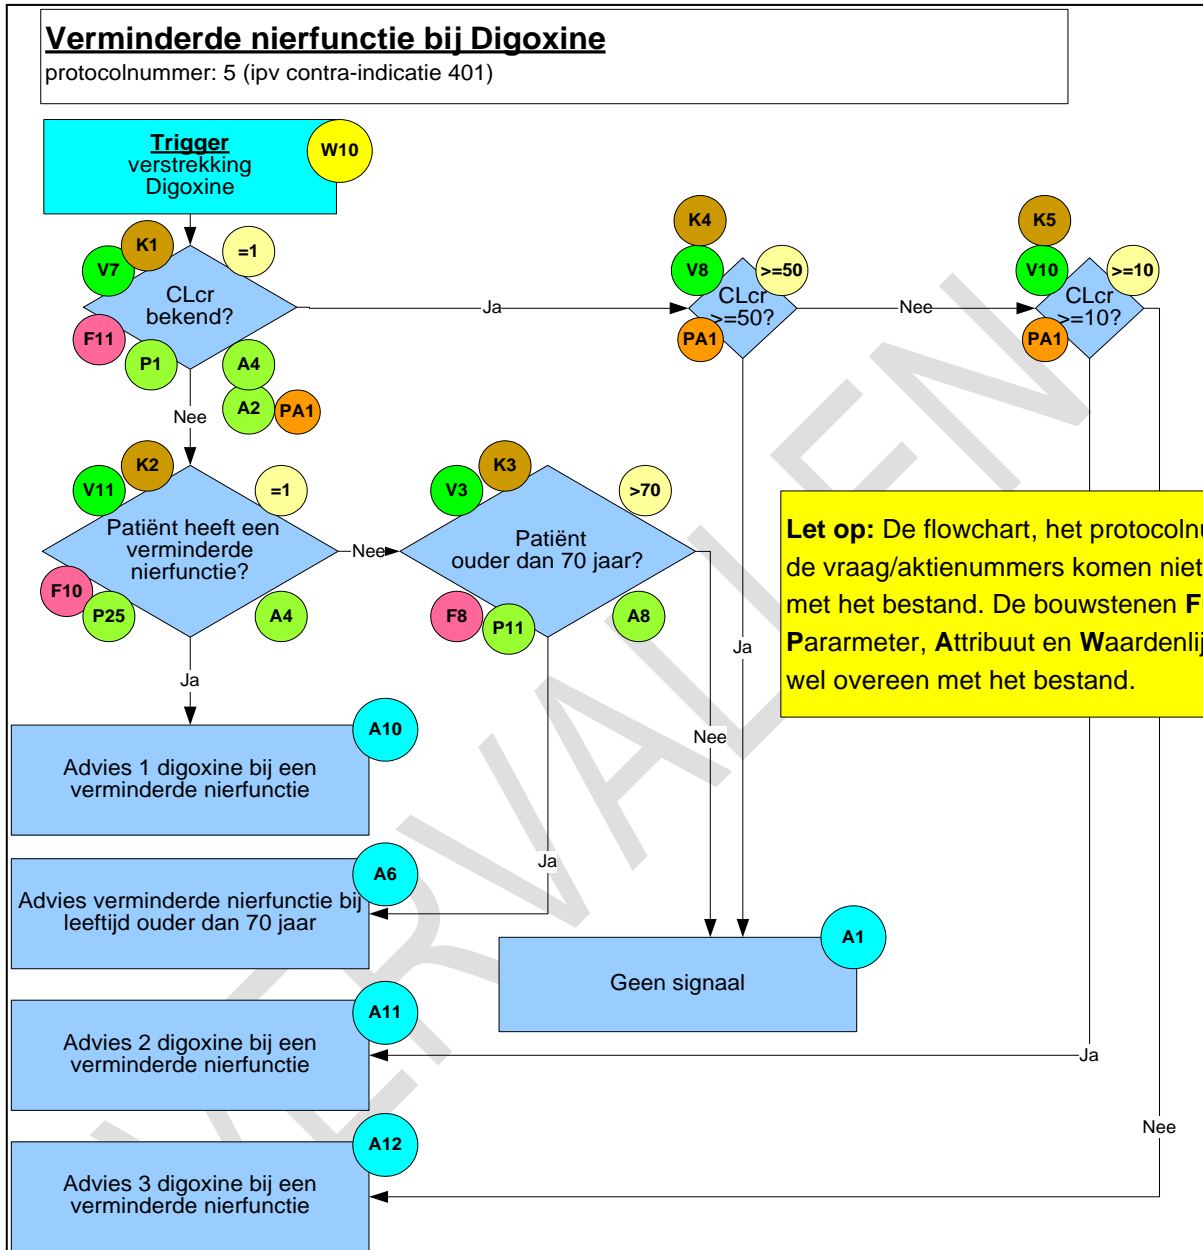 Verminderde nierfunctie bij Digoxine
protocolnummer: 5 (ipv contra-indicatie 401)
Trigger
verstrekking
Digoxine
W10
K1
V7
=1
CLcr
bekend?
F11
P1
A4
A2
PA1
Ja
K4
V8
>=50
CLcr
>=50?
PA1
Nee
K5
V10
>=10
CLcr
>=10?
PA1
Nee
K2
V11
=1
Patiënt heeft een
verminderde
nierfunctie?
F10
P25
A4
Nee
K3
V3
>70
Patiënt
ouder dan 70 jaar?
F8
P11
A8
Let op: De flowchart, het protocolnu
de vraag/aktienummers komen niet
met het bestand. De bouwstenen F
Pararmeter, Attribuut en Waardenlij
wel overeen met het bestand.
Ja
Ja
Nee
A10
Advies 1 digoxine bij een
verminderde nierfunctie
Ja
A6
Advies verminderde nierfunctie bij
leeftijd ouder dan 70 jaar
A1
Geen signaal
A11
Advies 2 digoxine bij een
verminderde nierfunctie
Ja
Nee
A12
Advies 3 digoxine bij een
verminderde nierfunctie
VERVALLEN